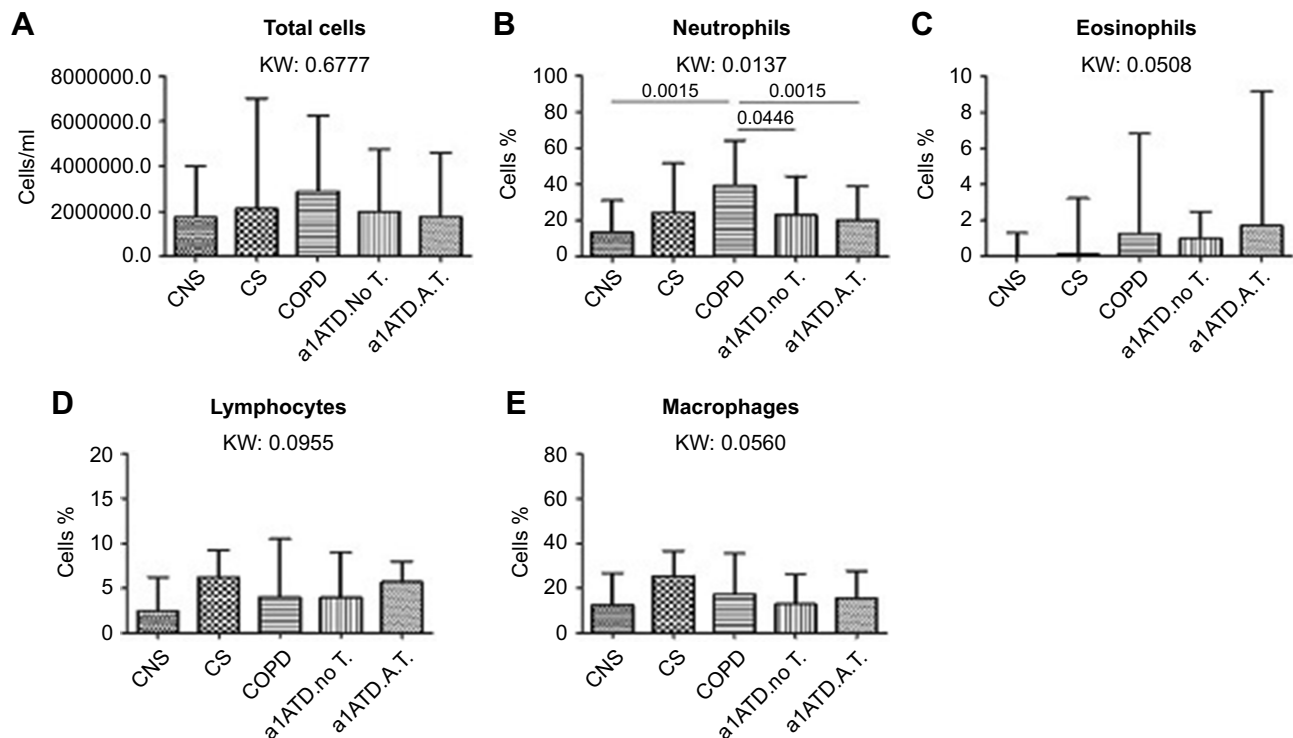 A
Total cells
KW: 0.6777
Cells/ml
8000000.0
6000000.0
4000000.0
2000000.0
0.0
CNS
CS
COPD
a1ATD.No T.
a1ATD.A.T.
B
Neutrophils
KW: 0.0137
0.0015
0.0015
0.0446
Cells %
100
80
60
40
20
0
CNS
CS
COPD
a1ATD.no T.
a1ATD.A.T.
C
Eosinophils
KW: 0.0508
Cells %
10
8
6
4
2
0
CNS
CS
COPD
a1ATD.no T.
a1ATD.A.T.
D
Lymphocytes
KW: 0.0955
Cells %
20
15
10
5
0
CNS
CS
COPD
a1ATD.no T.
a1ATD.A.T.
E
Macrophages
KW: 0.0560
Cells %
80
60
40
20
0
CNS
CS
COPD
a1ATD.no T.
a1ATD.A.T.